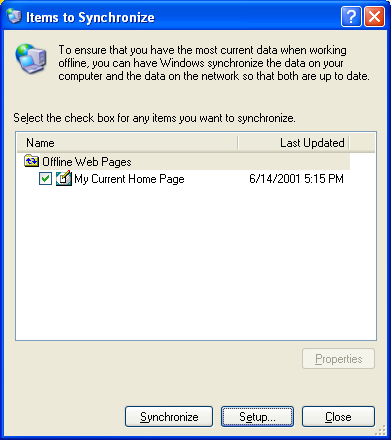 Items to Synchronize
To ensure that you have the most current data when working
offline, you can have Windows synchronize the data on your
computer and the data on the network so that both are up to date.
Select the check box for any items you want to synchronize.
Name Last Updated
Offline Web Pages
My Current Home Page 6/14/2001 5:15 PM
Properties
Synchronize Setup... Close